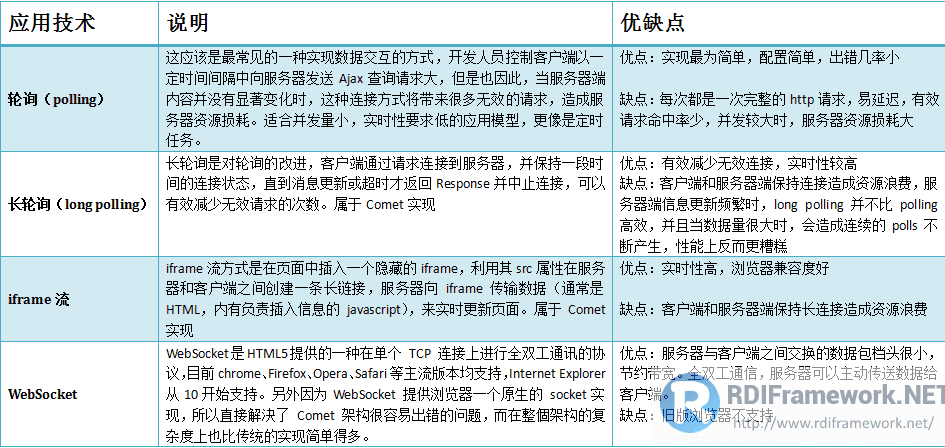 应用技术
说明
优缺点
轮询（polling）
这应该是最常见的一种实现数据交互的方式，开发人员控制客户端以一
定时间间隔中向服务器发送 Ajax 查询请求大，但是也因此，当服务器端
内容并没有显著变化时，这种连接方式将带来很多无效的请求，造成服
务器资源损耗。适合并发量小，实时性要求低的应用模型，更像是定时
任务。
优点：实现最为简单，配置简单，出错几率小
缺点：每次都是一次完整的 http 请求，易延迟，有效
请求命中率少，并发较大时，服务器资源损耗大
长轮询（long polling）
长轮询是对轮询的改进，客户端通过请求连接到服务器，并保持一段时
间的连接状态，直到消息更新或超时才返回 Response 并中止连接，可以
有效减少无效请求的次数。属于 Comet 实现
优点：有效减少无效连接，实时性较高
缺点：客户端和服务器端保持连接造成资源浪费，服
务器端信息更新频繁时，long polling 并不比 polling
高效，并且当数据量很大时，会造成连续的 polls 不
断产生，性能上反而更糟糕
iframe 流
iframe 流方式是在页面中插入一个隐藏的 iframe，利用其 src 属性在服务
器和客户端之间创建一条长链接，服务器向 iframe 传输数据（通常是
HTML，内有负责插入信息的 javascript），来实时更新页面。属于 Comet
实现
优点：实时性高，浏览器兼容度好
缺点：客户端和服务器端保持长连接造成资源浪费
WebSocket
WebSocket 是 HTML5 提供的一种在单个 TCP 连接上进行全双工通讯的协
议，目前 chrome、Firefox、Opera、Safari 等主流版本均支持，Internet Explorer
从 10 开始支持。另外因为 WebSocket 提供浏览器一个原生的 socket 实
现，所以直接解決了 Comet 架构很容易出错的问题，而在整個架构的复
杂度上也比传统的实现简单得多。
优点：服务器与客户端之间交换的数据包档头很小，
节约带宽。全双工通信，服务器可以主动传送数据给
客户端。
缺点：旧版浏览器不支持
RDIFramework.NET
http://www.rdiframework.net/